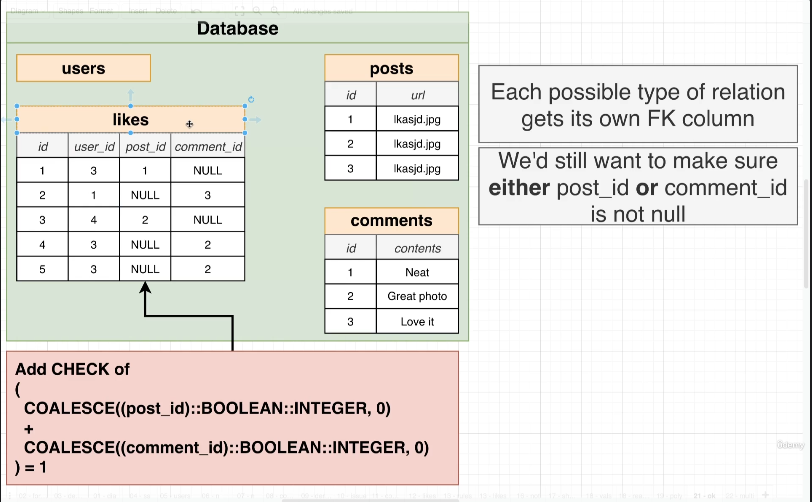 Database
users
likes
id user_id post_id comment_id
1 3 1 NULL
2 1 NULL 3
3 4 2 NULL
4 3 NULL 2
5 3 NULL 2
posts
id url
1 lkasjd.jpg
2 lkasjd.jpg
3 lkasjd.jpg
comments
id contents
1 Neat
2 Great photo
3 Love it
Each possible type of relation
gets its own FK column
We'd still want to make sure
either post_id or comment_id
is not null
Add CHECK of
(
COALESCE((post_id)::BOOLEAN::INTEGER, 0)
+
COALESCE((comment_id)::BOOLEAN::INTEGER, 0)
) = 1
Udemy